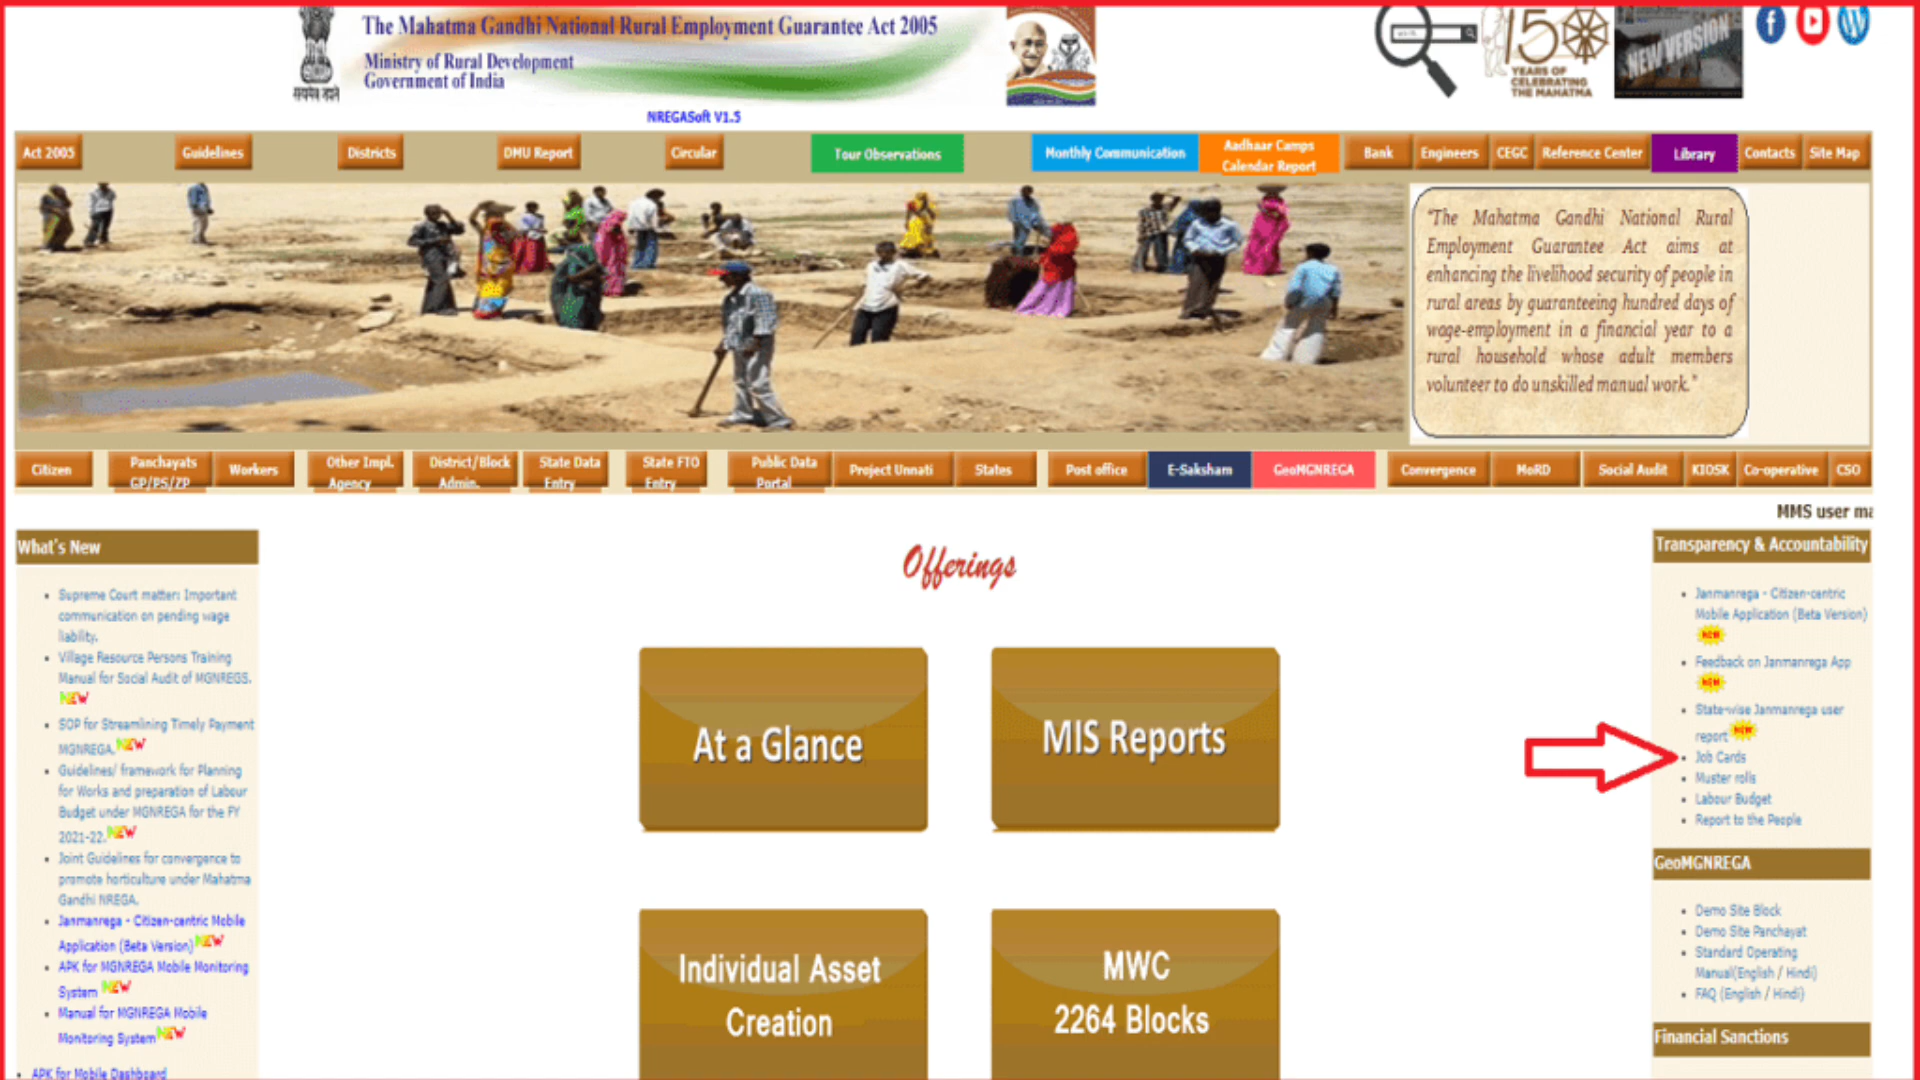 The Mahatma Gandhi National Rural Employment Guarantee Act 2005
Ministry of Rural Development
Government of India
सत्यमेव जयते
NREGASoft V1.5
150
YEARS OF
CELEBRATING
THE MAHATMA
NEW VERSION
Act 2005
Guidelines
Districts
DMU Report
Circular
Tour Observations
Monthly Communication
Aadhaar Camps
Calendar Report
Bank
Engineers
CEGC
Reference Center
Library
Contacts
Site Map
"The Mahatma Gandhi National Rural
Employment Guarantee Act aims at
enhancing the livelihood security of people in
rural areas by guaranteeing hundred days of
wage-employment in a financial year to a
rural household whose adult members
volunteer to do unskilled manual work."
Citizen
Panchayats
GP/PS/ZP
Workers
Other Impl.
Agency
District/Block
Admin.
State Data
Entry
State FTO
Entry
Public Data
Portal
Project Unnati
States
Post office
E-Saksham
GeoMGNREGA
Convergence
MoRD
Social Audit
KIOSK
Co-operative
CSO
MMS user ma
What's New
Supreme Court matter: Important
communication on pending wage
liability.
Village Resource Persons Training
Manual for Social Audit of MGNREGS.
NEW
SOP for Streamlining Timely Payment
MGNREGA. NEW
Guidelines/ framework for Planning
for Works and preparation of Labour
Budget under MGNREGA for the FY
2021-22. NEW
Joint Guidelines for convergence to
promote horticulture under Mahatma
Gandhi NREGA.
Janmanrega - Citizen-centric Mobile
Application (Beta Version) NEW
APK for MGNREGA Mobile Monitoring
System NEW
Manual for MGNREGA Mobile
Monitoring System NEW
APK for Mobile Dashboard
Offerings
At a Glance
MIS Reports
Individual Asset
Creation
MWC
2264 Blocks
Transparency & Accountability
Janmanrega - Citizen-centric
Mobile Application (Beta Version)
NEW
Feedback on Janmanrega App
NEW
State-wise Janmanrega user
report NEW
Job Cards
Muster rolls
Labour Budget
Report to the People
GeoMGNREGA
Demo Site Block
Demo Site Panchayat
Standard Operating
Manual(English / Hindi)
FAQ (English / Hindi)
Financial Sanctions